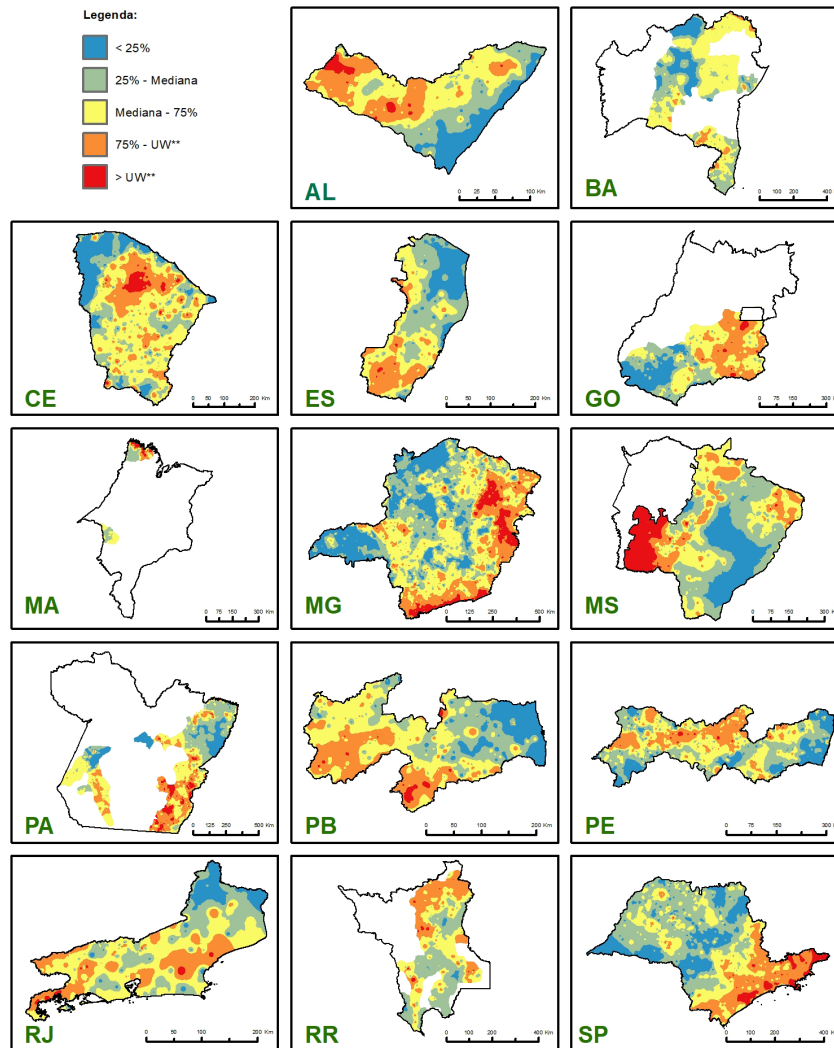 Legenda:
< 25%
25% - Mediana
Mediana - 75%
75% - UW**
> UW**
AL
0 25 50 100 Km
BA
0 100 200 400
CE
0 100 200 Km
ES
0 50 100 200 Km
GO
0 75 150 300
MA
0 75 150 300 Km
MG
0 125 250 500 Km
MS
0 75 150 300
PA
0 125 250 500 Km
PB
0 50 100 200 Km
PE
0 75 150 300
RJ
0 50 100 200 Km
RR
0 100 200 400 Km
SP
0 100 200 400